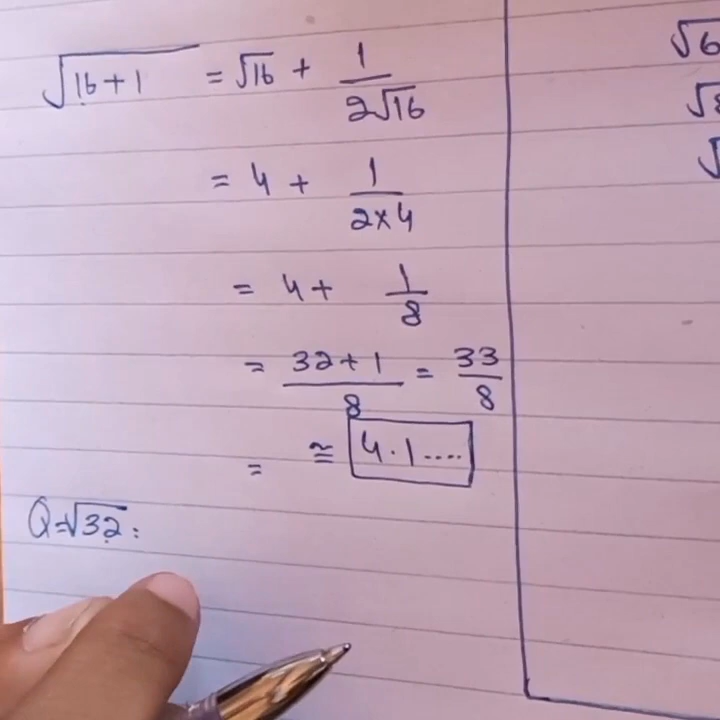 √16+1 = √16 + 1/2√16
= 4 + 1/2×4
= 4 + 1/8
= 32+1/8 = 33/8
= ≅ 4.1....
Q=√32:
√6
√